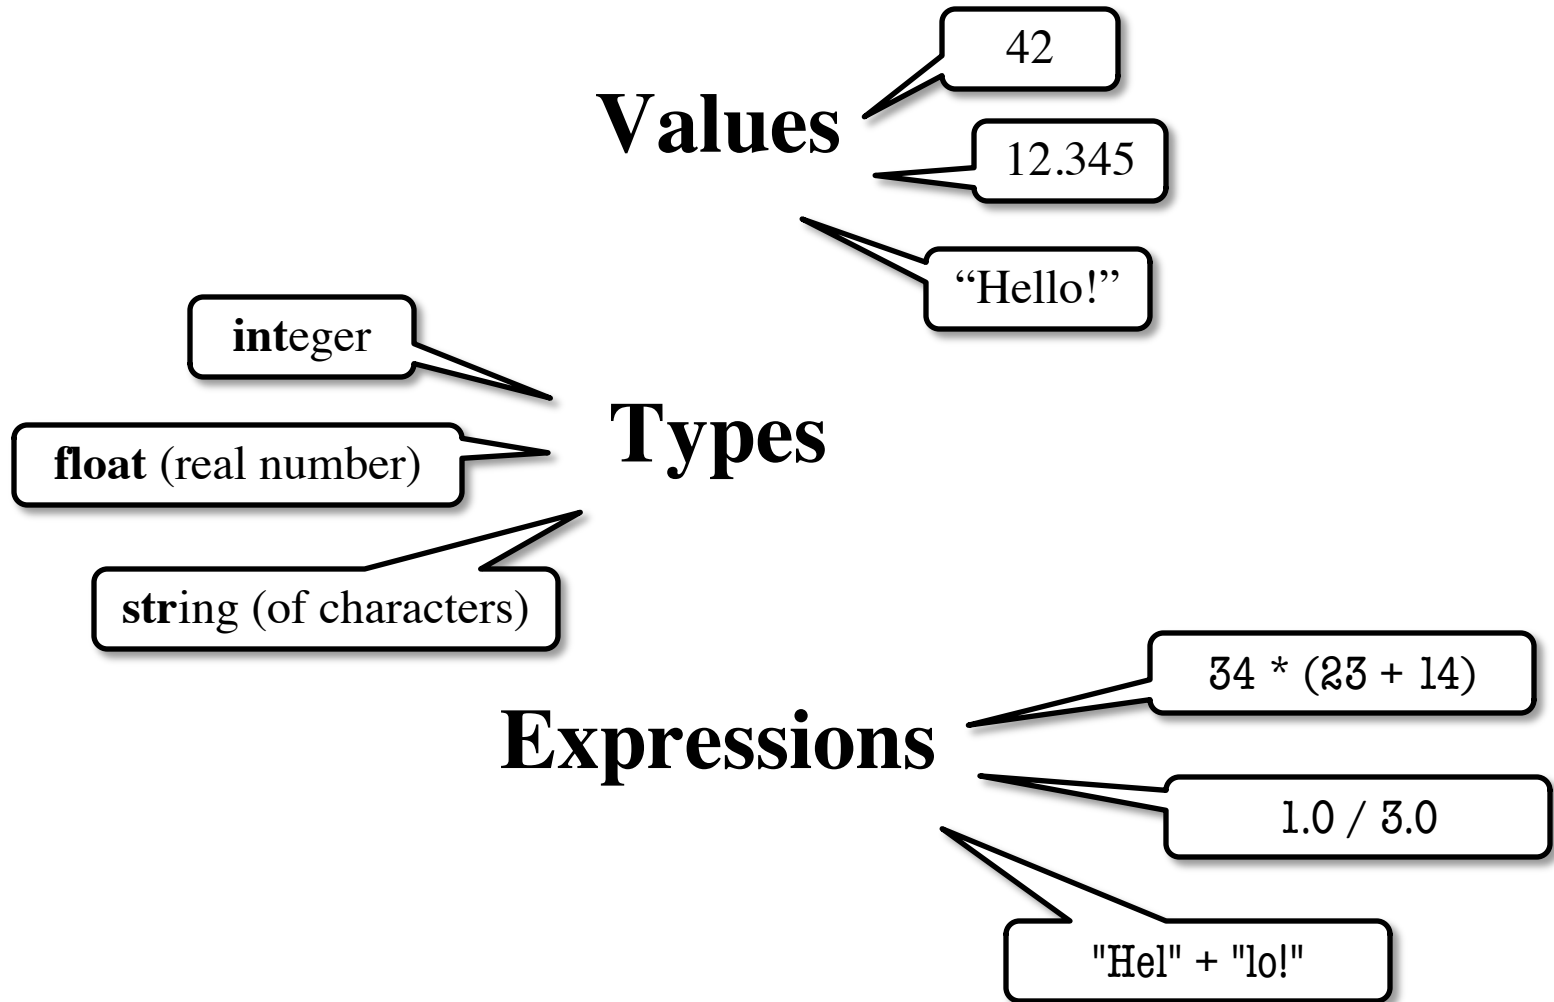 42
Values
12.345
“Hello!”
integer
Types
float (real number)
string (of characters)
34 * (23 + 14)
Expressions
1.0 / 3.0
"Hel" + "lo!"